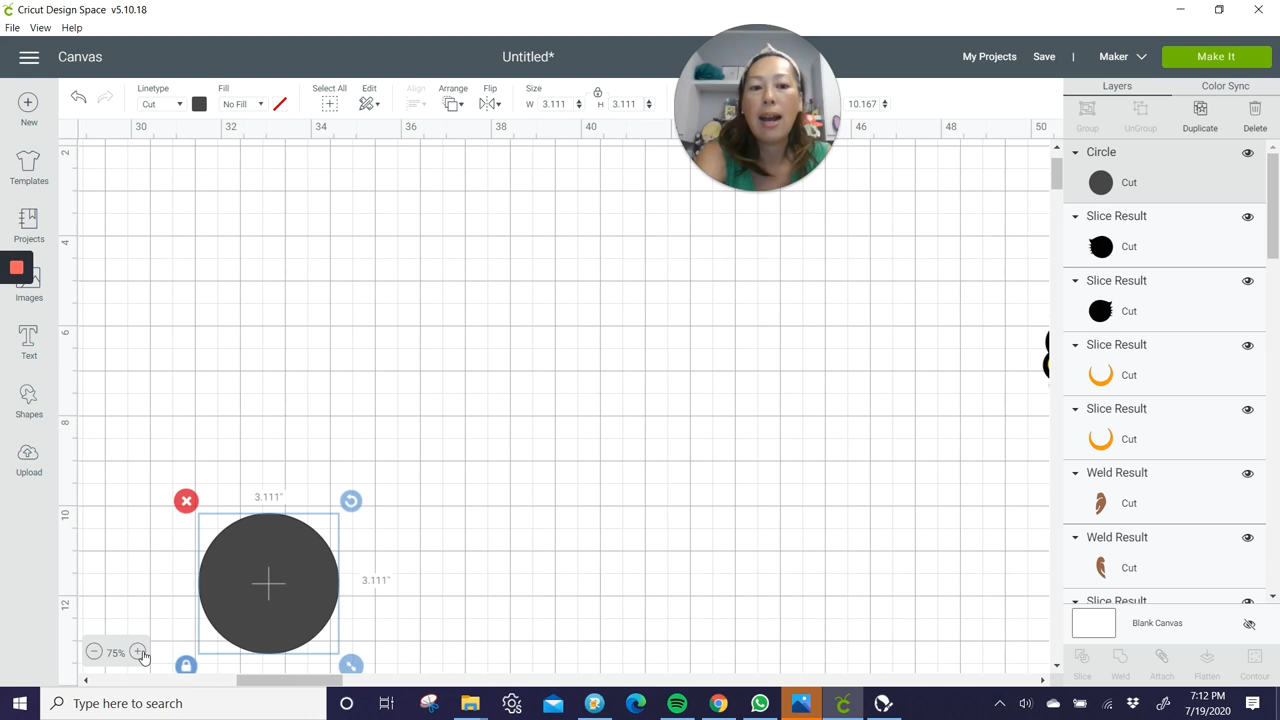 Cricut Design Space v5.10.18
File View Help
Canvas
Untitled*
My Projects Save | Maker Make It
New
Templates
Projects
Images
Text
Shapes
Upload
Linetype
Cut
Fill
No Fill
Select All
Edit
Align
Arrange
Flip
Size
W 3.111
H 3.111
10.167
30 32 34 36 38 40 46 48 50
2
4
6
8
10
12
3.111"
3.111"
75%
Layers Color Sync
Group UnGroup Duplicate Delete
Circle
Cut
Slice Result
Cut
Slice Result
Cut
Slice Result
Cut
Slice Result
Cut
Weld Result
Cut
Weld Result
Cut
Slice Result
Blank Canvas
Slice Weld Attach Flatten Contour
Type here to search
7:12 PM
7/19/2020